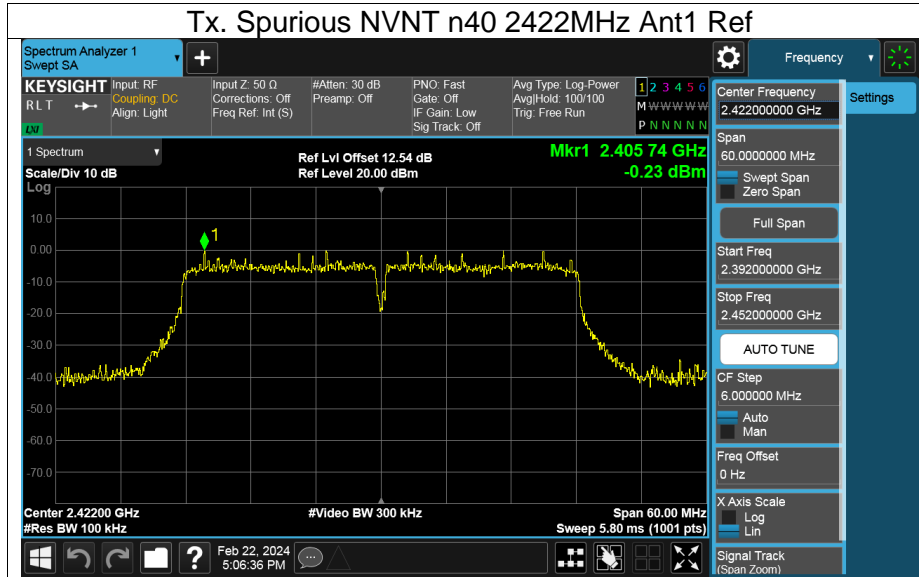 Tx. Spurious NVNT n40 2422MHz Ant1 Ref
Spectrum Analyzer 1
Swept SA
+
Frequency
KEYSIGHT
RLT
LXI
Input: RF
Coupling: DC
Align: Light
Input Z: 50 Ω
Corrections: Off
Freq Ref: Int (S)
#Atten: 30 dB
Preamp: Off
PNO: Fast
Gate: Off
IF Gain: Low
Sig Track: Off
Avg Type: Log-Power
Avg|Hold: 100/100
Trig: Free Run
1 2 3 4 5 6
M W W W W W
P N N N N N
Center Frequency
2.422000000 GHz
Settings
Span
60.0000000 MHz
Swept Span
Zero Span
Full Span
Start Freq
2.392000000 GHz
Stop Freq
2.452000000 GHz
AUTO TUNE
CF Step
6.000000 MHz
Auto
Man
Freq Offset
0 Hz
X Axis Scale
Log
Lin
Signal Track
(Span Zoom)
1 Spectrum
Scale/Div 10 dB
Ref Lvl Offset 12.54 dB
Ref Level 20.00 dBm
Mkr1 2.405 74 GHz
-0.23 dBm
Log
10.0
0.00
-10.0
-20.0
-30.0
-40.0
-50.0
-60.0
-70.0
1
Center 2.42200 GHz
#Res BW 100 kHz
#Video BW 300 kHz
Span 60.00 MHz
Sweep 5.80 ms (1001 pts)
?
Feb 22, 2024
5:06:36 PM